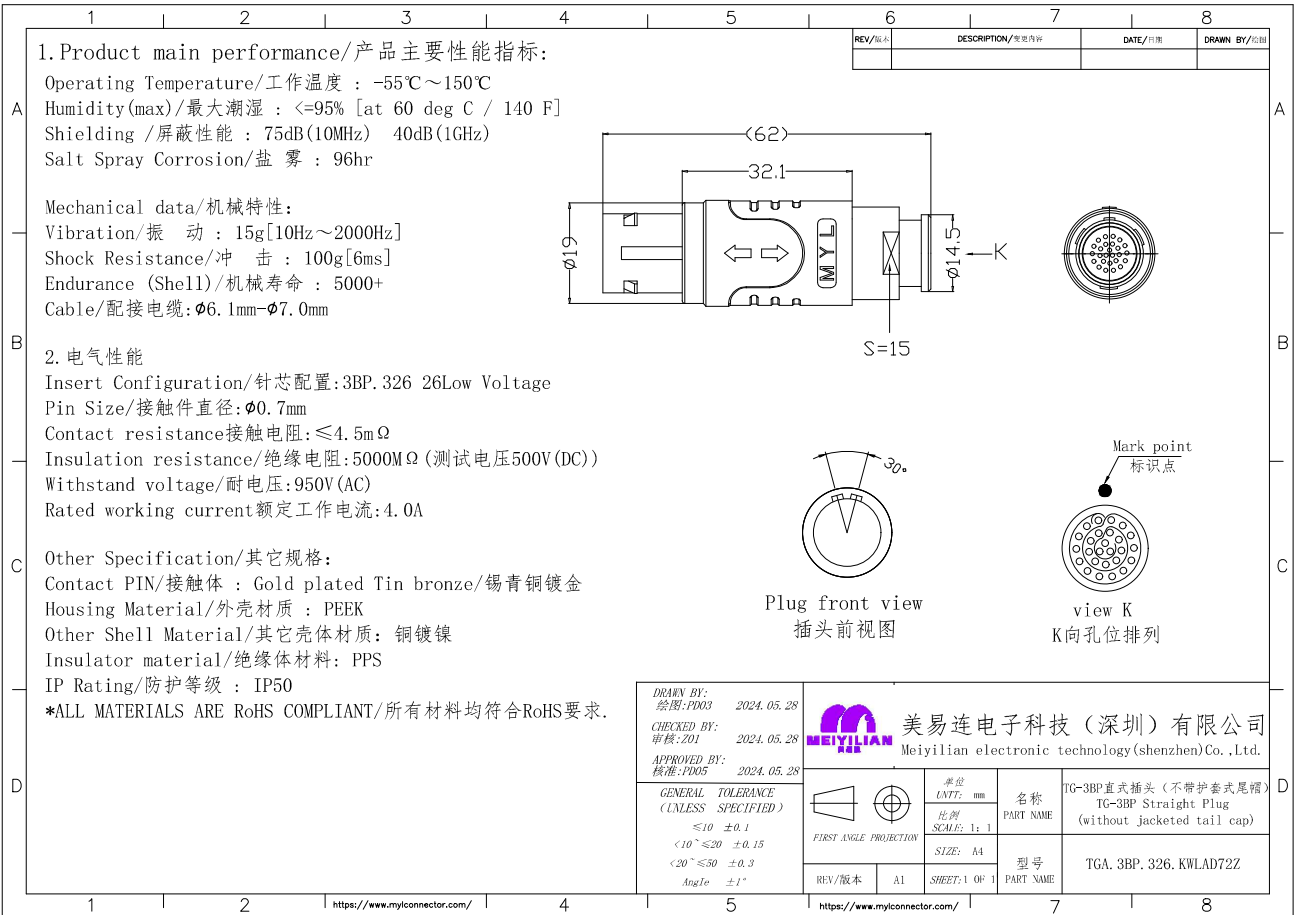 1 2 3 4 5 6 7 8
REV/版本 DESCRIPTION/变更内容 DATE/日期 DRAWN BY/绘图
1.Product main performance/产品主要性能指标:
Operating Temperature/工作温度 : -55℃～150℃
Humidity(max)/最大潮湿 : <=95% [at 60 deg C / 140 F]
Shielding /屏蔽性能 : 75dB(10MHz) 40dB(1GHz)
Salt Spray Corrosion/盐 雾 : 96hr
Mechanical data/机械特性:
Vibration/振 动 : 15g[10Hz～2000Hz]
Shock Resistance/冲 击 : 100g[6ms]
Endurance (Shell)/机械寿命 : 5000+
Cable/配接电缆:Φ6.1mm-Φ7.0mm
2.电气性能
Insert Configuration/针芯配置:3BP.326 26Low Voltage
Pin Size/接触件直径:Φ0.7mm
Contact resistance接触电阻:≤4.5mΩ
Insulation resistance/绝缘电阻:5000MΩ(测试电压500V(DC))
Withstand voltage/耐电压:950V(AC)
Rated working current额定工作电流:4.0A
Other Specification/其它规格:
Contact PIN/接触体 : Gold plated Tin bronze/锡青铜镀金
Housing Material/外壳材质 : PEEK
Other Shell Material/其它壳体材质: 铜镀镍
Insulator material/绝缘体材料: PPS
IP Rating/防护等级 : IP50
*ALL MATERIALS ARE RoHS COMPLIANT/所有材料均符合RoHS要求.
A
B
C
D
A
B
C
D
(62)
32.1
Φ19
MYL
Φ14.5
K
S=15
30°
Plug front view
插头前视图
Mark point
标识点
view K
K向孔位排列
DRAWN BY:
绘图:PD03 2024.05.28
CHECKED BY:
审核:Z01 2024.05.28
APPROVED BY:
核准:PD05 2024.05.28
GENERAL TOLERANCE
(UNLESS SPECIFIED)
≤10 ±0.1
<10~≤20 ±0.15
<20~≤50 ±0.3
Angle ±1°
MEIYILIAN
美易连
美易连电子科技（深圳）有限公司
Meiyilian electronic technology(shenzhen)Co.,Ltd.
FIRST ANGLE PROJECTION
REV/版本 A1
单位
UNTT: mm
比例
SCALE: 1:1
SIZE: A4
SHEET:1 OF 1
名称
PART NAME
TG-3BP直式插头（不带护套式尾帽）
TG-3BP Straight Plug
(without jacketed tail cap)
型号
PART NAME
TGA.3BP.326.KWLAD72Z
1 2 https://www.mylconnector.com/ 4 5 https://www.mylconnector.com/ 7 8